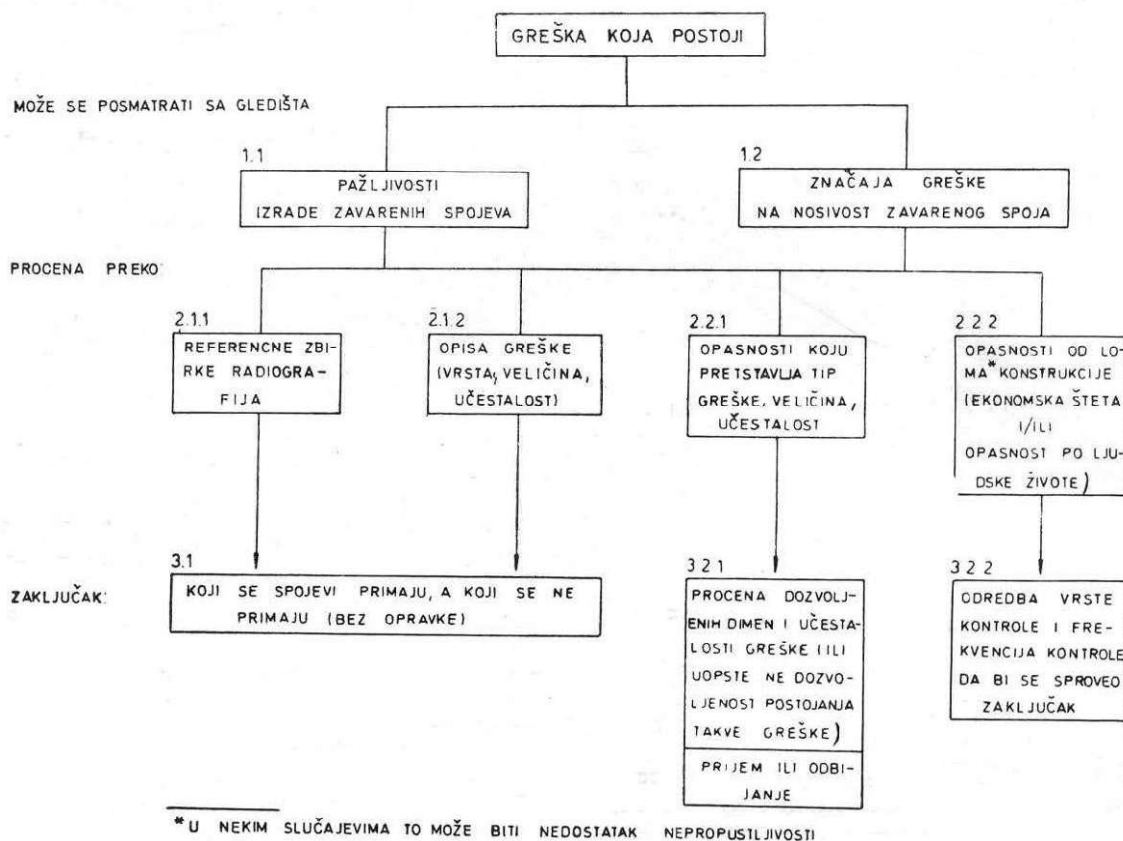 GREŠKA KOJA POSTOJI
MOŽE SE POSMATRATI SA GLEDIŠTA
1.1
PAŽLJIVOSTI
IZRADE ZAVARENIH SPOJEVA
1.2
ZNAČAJA GREŠKE
NA NOSIVOST ZAVARENOG SPOJA
PROCENA PREKO:
2.1.1
REFERENCNE ZBI-
RKE RADIOGRA-
FIJA
2.1.2
OPISA GREŠKE
(VRSTA, VELIČINA,
UČESTALOST)
2.2.1
OPASNOSTI KOJU
PRETSTAVLJA TIP
GREŠKE, VELIČINA,
UČESTALOST
2 2 2
OPASNOSTI OD LO-
MA* KONSTRUKCIJE
(EKONOMSKA ŠTETA
I/ILI
OPASNOST PO LJU-
DSKE ŽIVOTE)
ZAKLJUČAK:
3.1
KOJI SE SPOJEVI PRIMAJU, A KOJI SE NE
PRIMAJU (BEZ OPRAVKE)
3 2 1
PROCENA DOZVOLJ-
ENIH DIMEN I UČESTA-
LOSTI GREŠKE (ILI
UOPSTE NE DOZVO-
LJENOST POSTOJANJA
TAKVE GREŠKE)
PRIJEM ILI ODBI-
JANJE
3 2 2
ODREDBA VRSTE
KONTROLE I FRE-
KVENCIJA KONTROLE
DA BI SE SPROVEO
ZAKLJUČAK
* U NEKIM SLUČAJEVIMA TO MOŽE BITI NEDOSTATAK NEPROPUSTLJIVOSTI